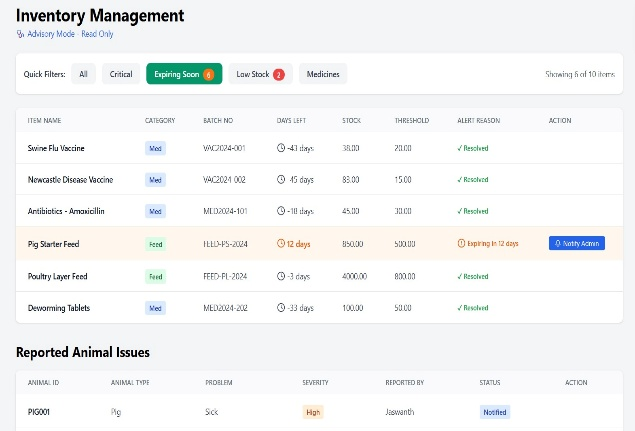 Inventory Management
Advisory Mode - Read Only
Quick Filters: All Critical Expiring Soon 6 Low Stock 2 Medicines Showing 6 of 10 items
ITEM NAME CATEGORY BATCH NO DAYS LEFT STOCK THRESHOLD ALERT REASON ACTION
Swine Flu Vaccine Med VAC2024-001 -43 days 38.00 20.00 ✓ Resolved
Newcastle Disease Vaccine Med VAC2024-002 -45 days 83.00 15.00 ✓ Resolved
Antibiotics - Amoxicillin Med MED2024-101 -18 days 45.00 30.00 ✓ Resolved
Pig Starter Feed Feed FEED-PS-2024 12 days 850.00 500.00 Expiring in 12 days Notify Admin
Poultry Layer Feed Feed FEED-PL-2024 -3 days 4000.00 800.00 ✓ Resolved
Deworming Tablets Med MED2024-202 -33 days 100.00 50.00 ✓ Resolved
Reported Animal Issues
ANIMAL ID ANIMAL TYPE PROBLEM SEVERITY REPORTED BY STATUS ACTION
PIG001 Pig Sick High Jaswanth Notified